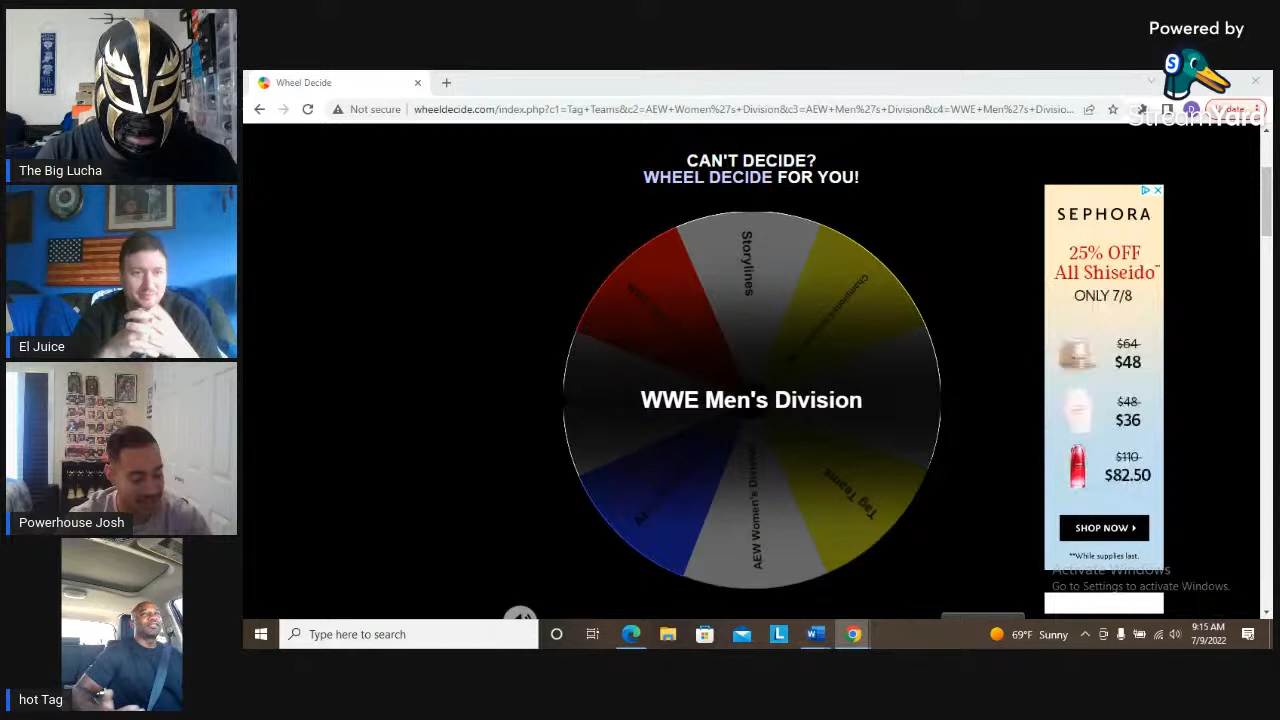 Powered by
StreamYard
The Big Lucha
El Juice
Powerhouse Josh
hot Tag
Wheel Decide
Not secure
wheeldecide.com/index.php?c1=Tag+Teams&c2=AEW+Women%27s+Division&c3=AEW+Men%27s+Division&c4=WWE+Men%27s+Divisio...
CAN'T DECIDE?
WHEEL DECIDE FOR YOU!
Storylines
WWE Men's Division
Tag Teams
AEW Women's Division
SEPHORA
25% OFF
All Shiseido**
ONLY 7/8
$64
$48
$48
$36
$110
$82.50
SHOP NOW
**While supplies last.
Activate Windows
Go to Settings to activate Windows.
Type here to search
69°F Sunny
9:15 AM
7/9/2022